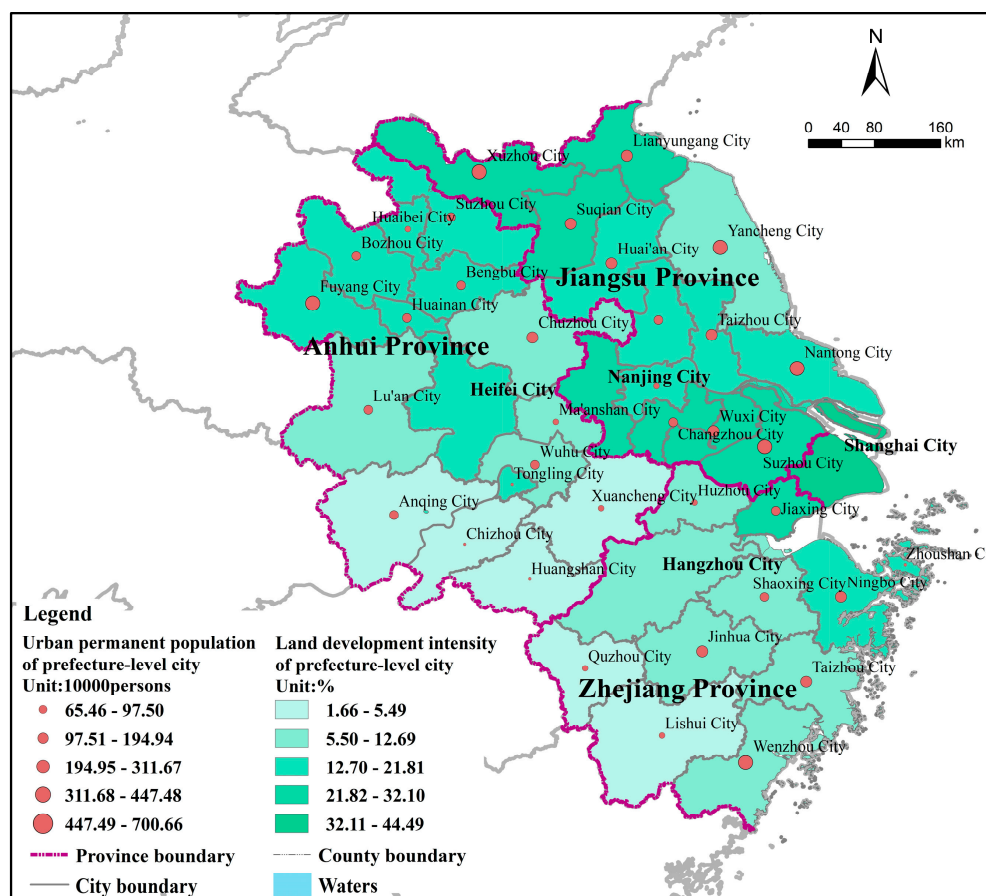 N
0 40 80 160
km
Lianyungang City
Xuzhou City
Suzhou City
Huaibei City
Suqian City
Yancheng City
Bozhou City
Huai'an City
Bengbu City
Jiangsu Province
Fuyang City
Huainan City
Chuzhou City
Taizhou City
Anhui Province
Nantong City
Heifei City
Nanjing City
Lu'an City
Ma'anshan City
Wuxi City
Changzhou City
Shanghai City
Wuhu City
Suzhou City
Tongling City
Anqing City
Xuancheng City
Huzhou City
Jiaxing City
Chizhou City
Zhoushan C
Hangzhou City
Huangshan City
Shaoxing City
Ningbo City
Jinhua City
Quzhou City
Taizhou City
Zhejiang Province
Lishui City
Wenzhou City
Legend
Urban permanent population
of prefecture-level city
Unit:10000persons
65.46 - 97.50
97.51 - 194.94
194.95 - 311.67
311.68 - 447.48
447.49 - 700.66
Province boundary
City boundary
Land development intensity
of prefecture-level city
Unit:%
1.66 - 5.49
5.50 - 12.69
12.70 - 21.81
21.82 - 32.10
32.11 - 44.49
County boundary
Waters